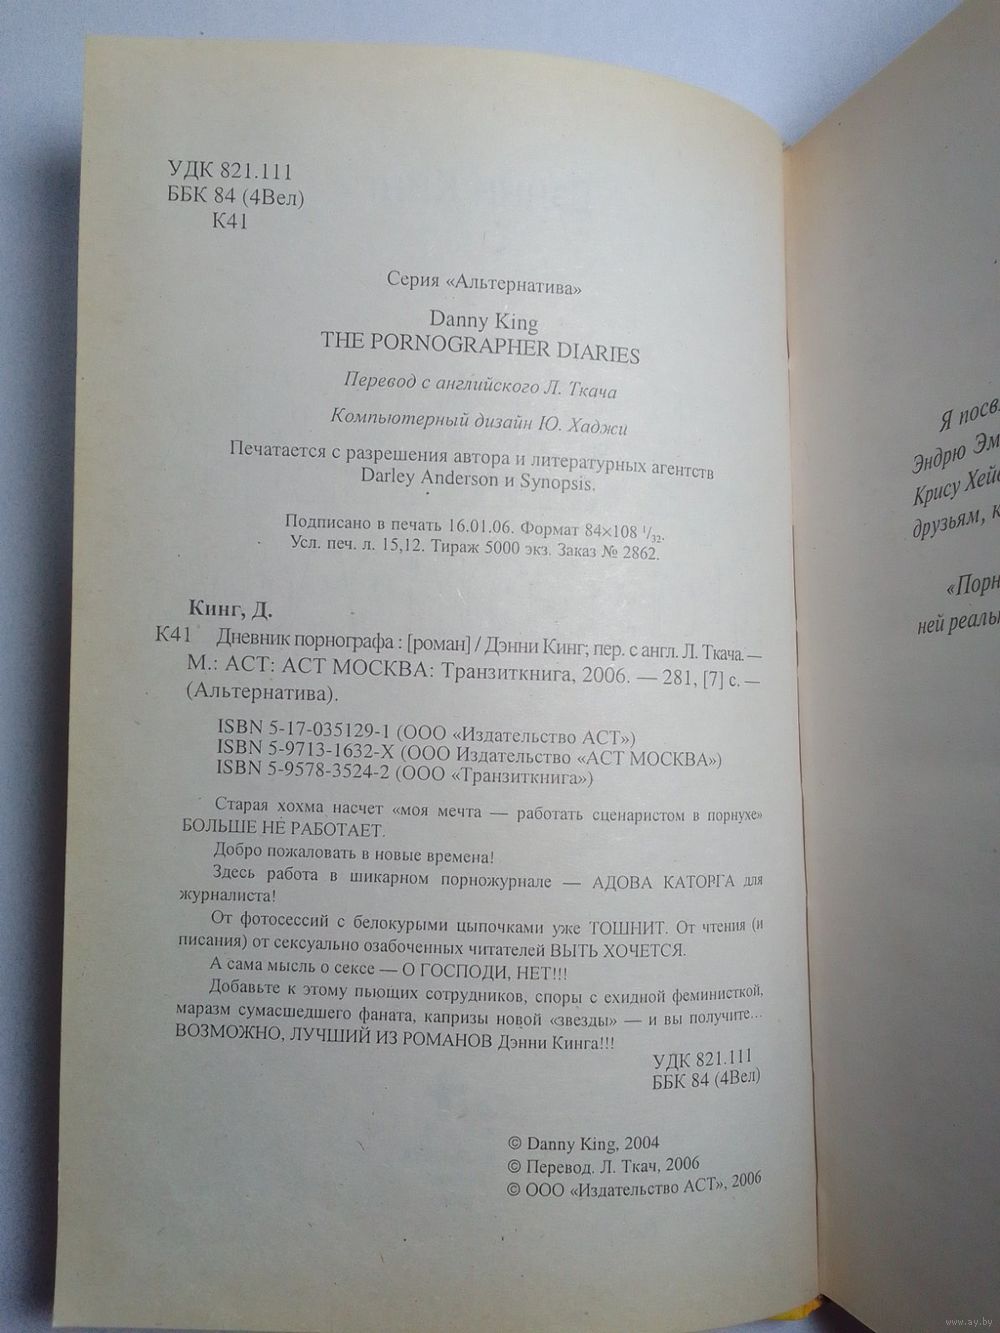 УДК 821.111
ББК 84 (4Вел)
К41
Серия «Альтернатива»
Danny King
THE PORNOGRAPHER DIARIES
Перевод с английского Л. Ткача
Компьютерный дизайн Ю. Хаджи
Печатается с разрешения автора и литературных агентств
Darley Anderson и Synopsis.
Подписано в печать 16.01.06. Формат 84×108 1/32.
Усл. печ. л. 15,12. Тираж 5000 экз. Заказ № 2862.
Кинг, Д.
К41 Дневник порнографа : [роман] / Дэнни Кинг; пер. с англ. Л. Ткача. —
М.: АСТ: АСТ МОСКВА: Транзиткнига, 2006. — 281, [7] с. —
(Альтернатива).
ISBN 5-17-035129-1 (ООО «Издательство АСТ»)
ISBN 5-9713-1632-X (ООО Издательство «АСТ МОСКВА»)
ISBN 5-9578-3524-2 (ООО «Транзиткнига»)
Старая хохма насчет «моя мечта — работать сценаристом в порнухе»
БОЛЬШЕ НЕ РАБОТАЕТ.
Добро пожаловать в новые времена!
Здесь работа в шикарном порножурнале — АДОВА КАТОРГА для
журналиста!
От фотосессий с белокурыми цыпочками уже ТОШНИТ. От чтения (и
писания) от сексуально озабоченных читателей ВЫТЬ ХОЧЕТСЯ.
А сама мысль о сексе — О ГОСПОДИ, НЕТ!!!
Добавьте к этому пьющих сотрудников, споры с ехидной феминисткой,
маразм сумасшедшего фаната, капризы новой «звезды» — и вы получите...
ВОЗМОЖНО, ЛУЧШИЙ ИЗ РОМАНОВ Дэнни Кинга!!!
УДК 821.111
ББК 84 (4Вел)
© Danny King, 2004
© Перевод. Л. Ткач, 2006
© ООО «Издательство АСТ», 2006
Я посв
Эндрю Эм
Крису Хей
друзьям, к
«Порн
ней реаль
www.ay.by